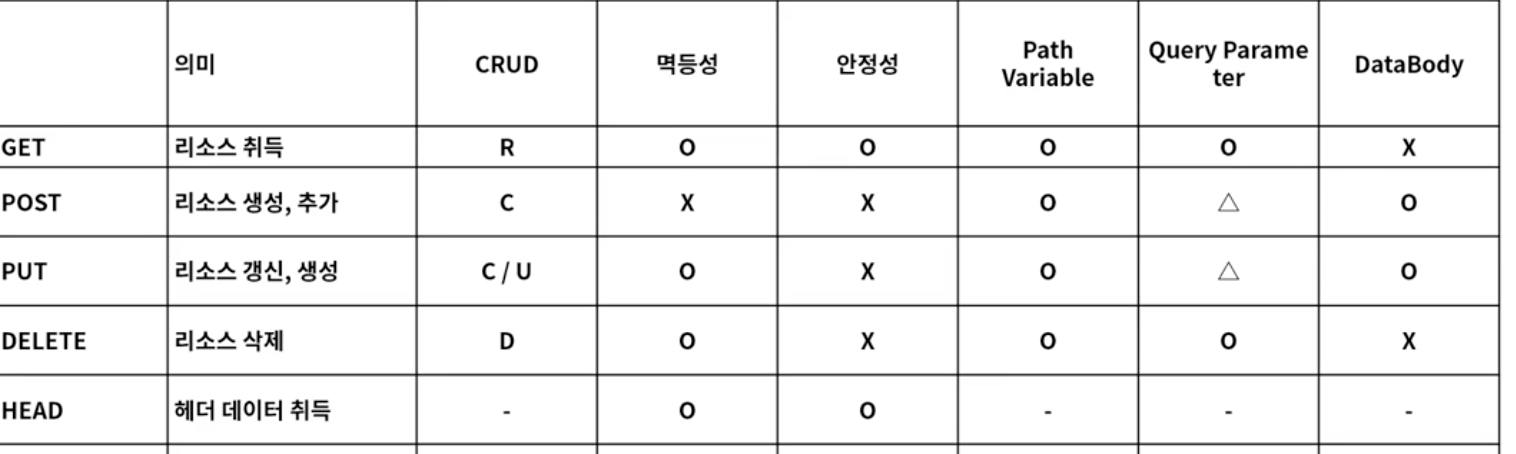 의미 CRUD 멱등성 안정성 Path Variable Query Parame ter DataBody
GET 리소스 취득 R O O O O X
POST 리소스 생성, 추가 C X X O △ O
PUT 리소스 갱신, 생성 C / U O X O △ O
DELETE 리소스 삭제 D O X O O X
HEAD 헤더 데이터 취득 - O O - - -